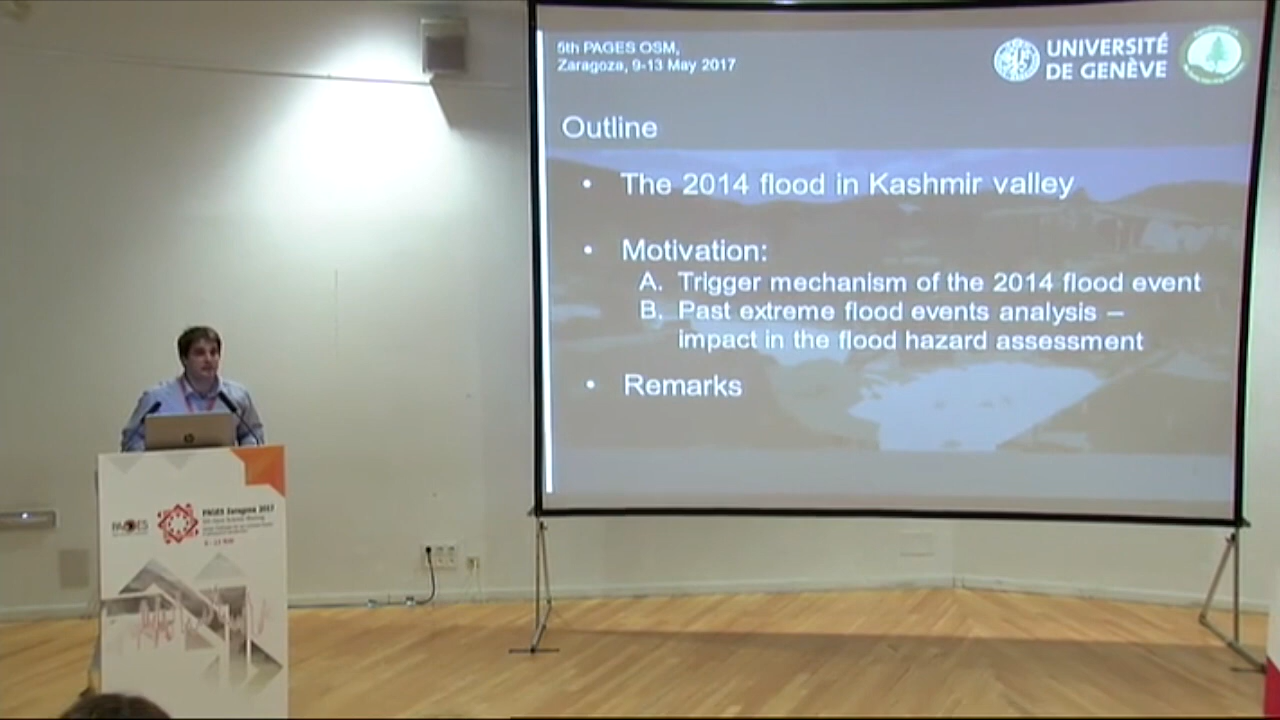 5th PAGES OSM,
Zaragoza, 9-13 May 2017
UNIVERSITÉ
DE GENÈVE
Outline
• The 2014 flood in Kashmir valley
• Motivation:
A. Trigger mechanism of the 2014 flood event
B. Past extreme flood events analysis –
impact in the flood hazard assessment
• Remarks
hp
PAGES
PAGES Zaragoza 2017